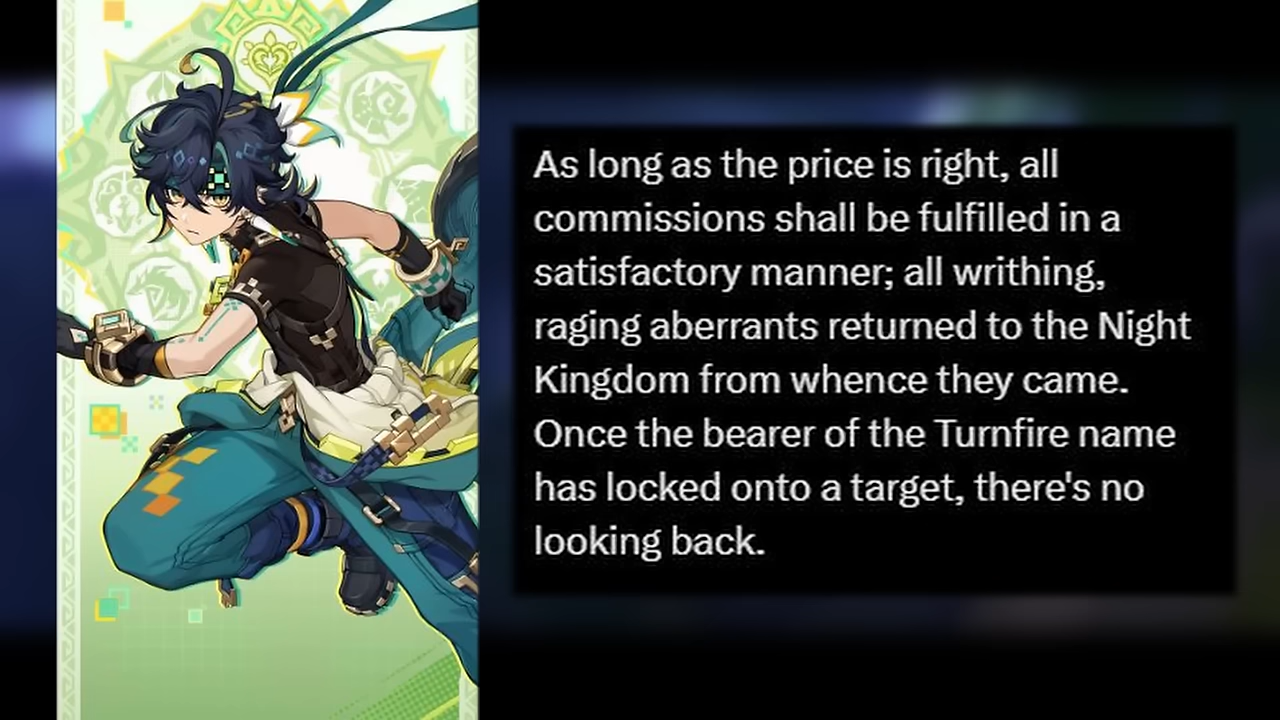 As long as the price is right, all
commissions shall be fulfilled in a
satisfactory manner; all writhing,
raging aberrants returned to the Night
Kingdom from whence they came.
Once the bearer of the Turnfire name
has locked onto a target, there's no
looking back.